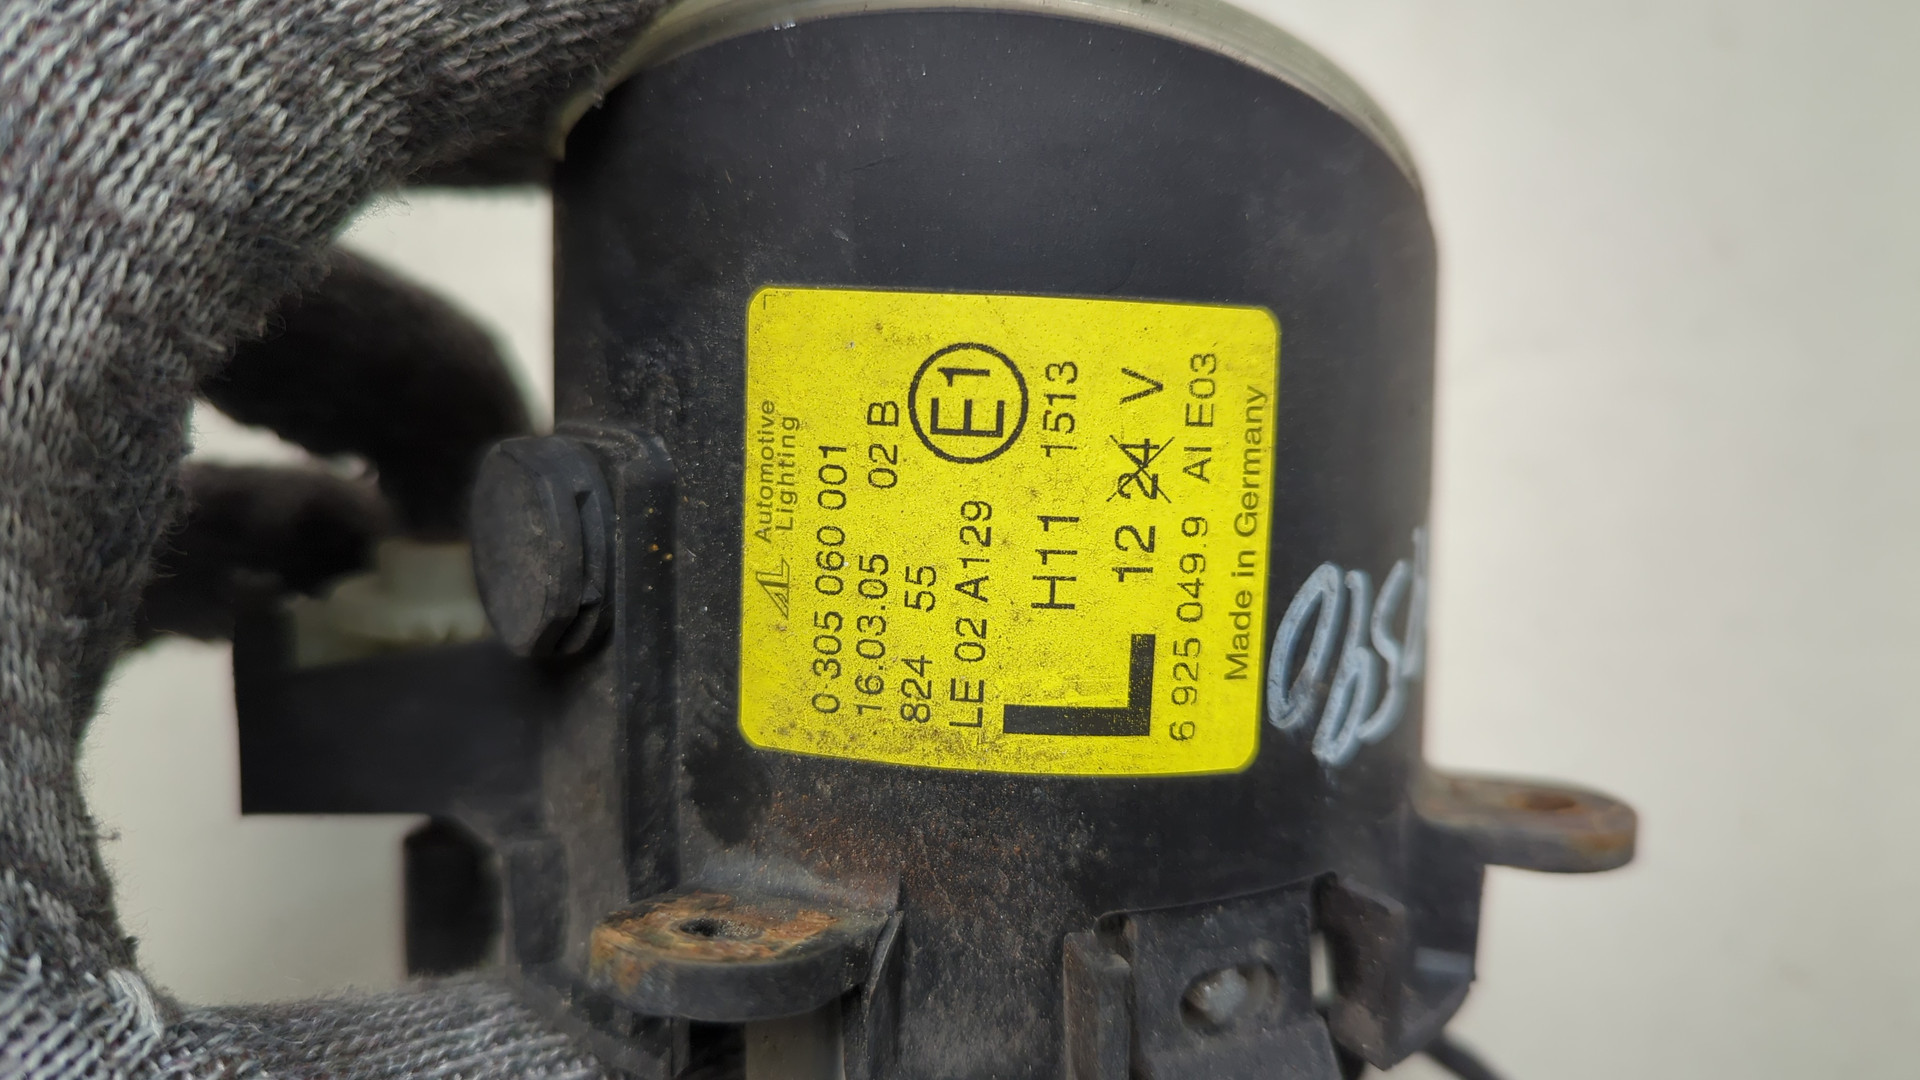 AL Automotive
Lighting
0 305 060 001
16.03.05 02 B
824 55
LE 02 A129 E1
L H11 1513
12 24 V
6 925 049.9 AI E03
Made in Germany